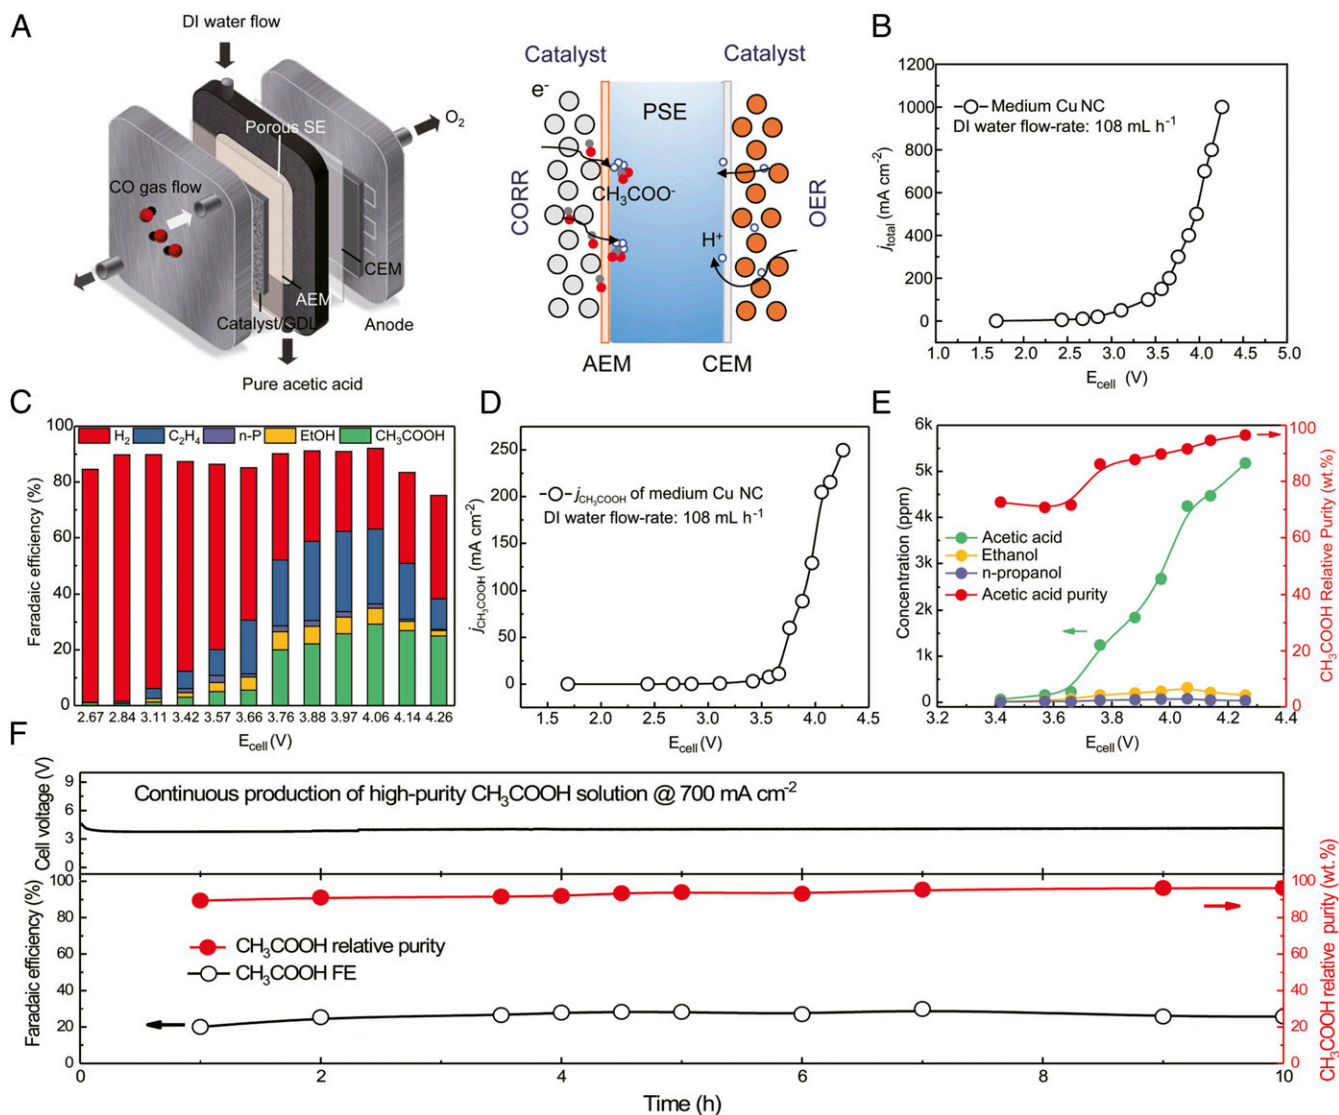 A
DI water flow
Porous SE
O₂
CO gas flow
CEM
AEM
Catalyst/GDL
Anode
Pure acetic acid
Catalyst
Catalyst
e⁻
PSE
CORR
CH₃COO⁻
OER
H⁺
AEM
CEM
B
1200
1000
800
600
400
200
0
j_total (mA cm⁻²)
Medium Cu NC
DI water flow-rate: 108 mL h⁻¹
1.0 1.5 2.0 2.5 3.0 3.5 4.0 4.5 5.0
E_cell (V)
C
100
80
60
40
20
0
Faradaic efficiency (%)
H₂ C₂H₄ n-P EtOH CH₃COOH
2.67 2.84 3.11 3.42 3.57 3.66 3.76 3.88 3.97 4.06 4.14 4.26
E_cell (V)
D
250
200
150
100
50
0
j_CH₃COOH (mA cm⁻²)
j_CH₃COOH of medium Cu NC
DI water flow-rate: 108 mL h⁻¹
1.5 2.0 2.5 3.0 3.5 4.0 4.5
E_cell (V)
E
6k
5k
4k
3k
2k
1k
0
Concentration (ppm)
Acetic acid
Ethanol
n-propanol
Acetic acid purity
100
80
60
40
20
0
CH₃COOH Relative Purity (wt.%)
3.2 3.4 3.6 3.8 4.0 4.2 4.4
E_cell (V)
F
9
6
3
0
Cell voltage (V)
Continuous production of high-purity CH₃COOH solution @ 700 mA cm⁻²
100
80
60
40
20
0
Faradaic efficiency (%)
CH₃COOH relative purity
CH₃COOH FE
100
80
60
40
20
0
CH₃COOH relative purity (wt.%)
0 2 4 6 8 10
Time (h)